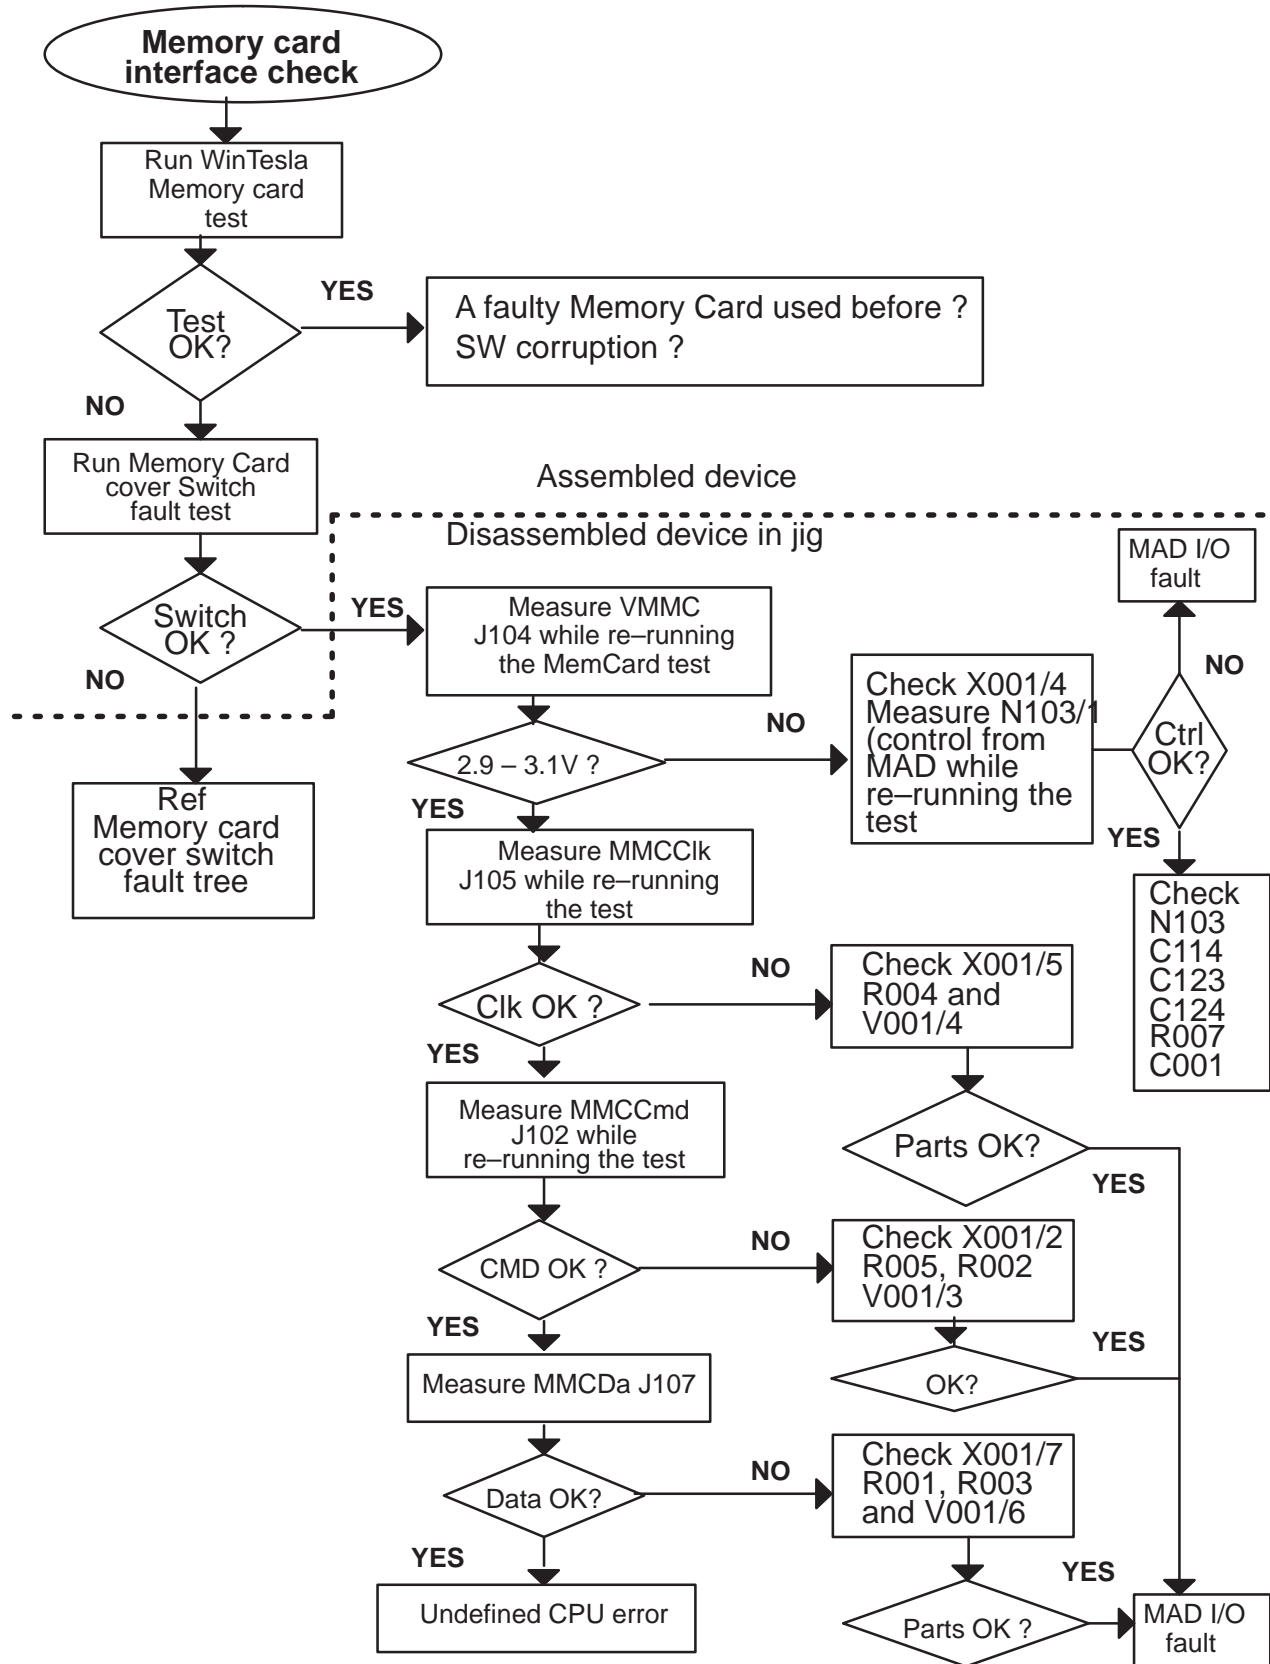 Memory card
interface check
Run WinTesla
Memory card
test
Test
OK?
YES
A faulty Memory Card used before ?
SW corruption ?
NO
Run Memory Card
cover Switch
fault test
Assembled device
Disassembled device in jig
Switch
OK ?
YES
NO
Ref
Memory card
cover switch
fault tree
Measure VMMC
J104 while re–running
the MemCard test
2.9 – 3.1V ?
NO
Check X001/4
Measure N103/1
(control from
MAD while
re–running the
test
Ctrl
OK?
NO
MAD I/O
fault
YES
Check
N103
C114
C123
C124
R007
C001
YES
Measure MMCClk
J105 while re–running
the test
Clk OK ?
NO
Check X001/5
R004 and
V001/4
Parts OK?
YES
YES
Measure MMCCmd
J102 while
re–running the test
CMD OK ?
NO
Check X001/2
R005, R002
V001/3
OK?
YES
YES
Measure MMCDa J107
Data OK?
NO
Check X001/7
R001, R003
and V001/6
Parts OK ?
YES
MAD I/O
fault
YES
Undefined CPU error